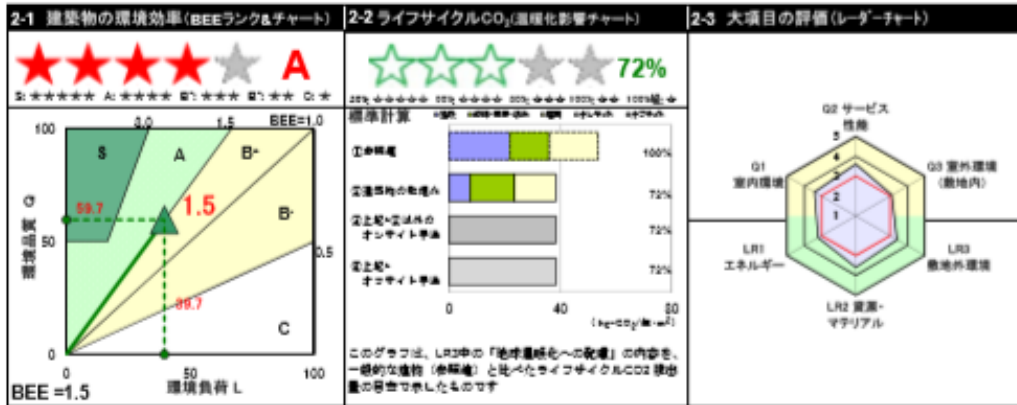 2-1 建築物の環境効率(BEEランク&チャート)
A
S: ★★★★★ A: ★★★★ B⁺: ★★★ B⁻: ★★ C: ★
3.0 1.5 BEE=1.0
100
S A B⁺
環境品質 Q
59.7 1.5
B⁻
50
0.5
39.7
C
0
0 50 100
環境負荷 L
BEE =1.5
2-2 ライフサイクルCO₂(温暖化影響チャート)
72%
標準計算
①参照値 100%
②建築物の取組み 72%
③上記+②以外の
オンサイト手法 72%
④上記+
オフサイト手法 72%
0 40 80
( kg-CO₂/年・m² )
このグラフは、LR3中の「地球温暖化への配慮」の内容を、
一般的な建物（参照値）と比べたライフサイクルCO2 排出
量の目安で示したものです
2-3 大項目の評価(レーダーチャート)
Q2 サービス
性能
5
4
3
2
1
Q1
室内環境
Q3 室外環境
(敷地内)
LR1
エネルギー
LR3
敷地外環境
LR2 資源・
マテリアル